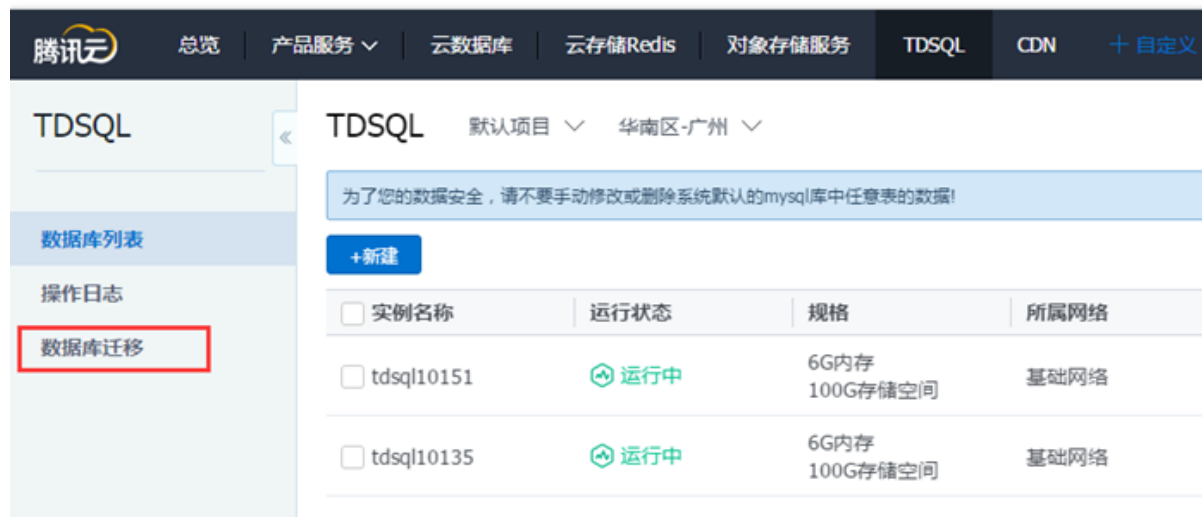 腾讯云 总览 产品服务 云数据库 云存储Redis 对象存储服务 TDSQL CDN + 自定义
TDSQL
数据库列表
操作日志
数据库迁移
TDSQL 默认项目 华南区-广州
为了您的数据安全，请不要手动修改或删除系统默认的mysql库中任意表的数据!
+新建
实例名称 运行状态 规格 所属网络
tdsql10151 运行中 6G内存 基础网络
100G存储空间
tdsql10135 运行中 6G内存 基础网络
100G存储空间